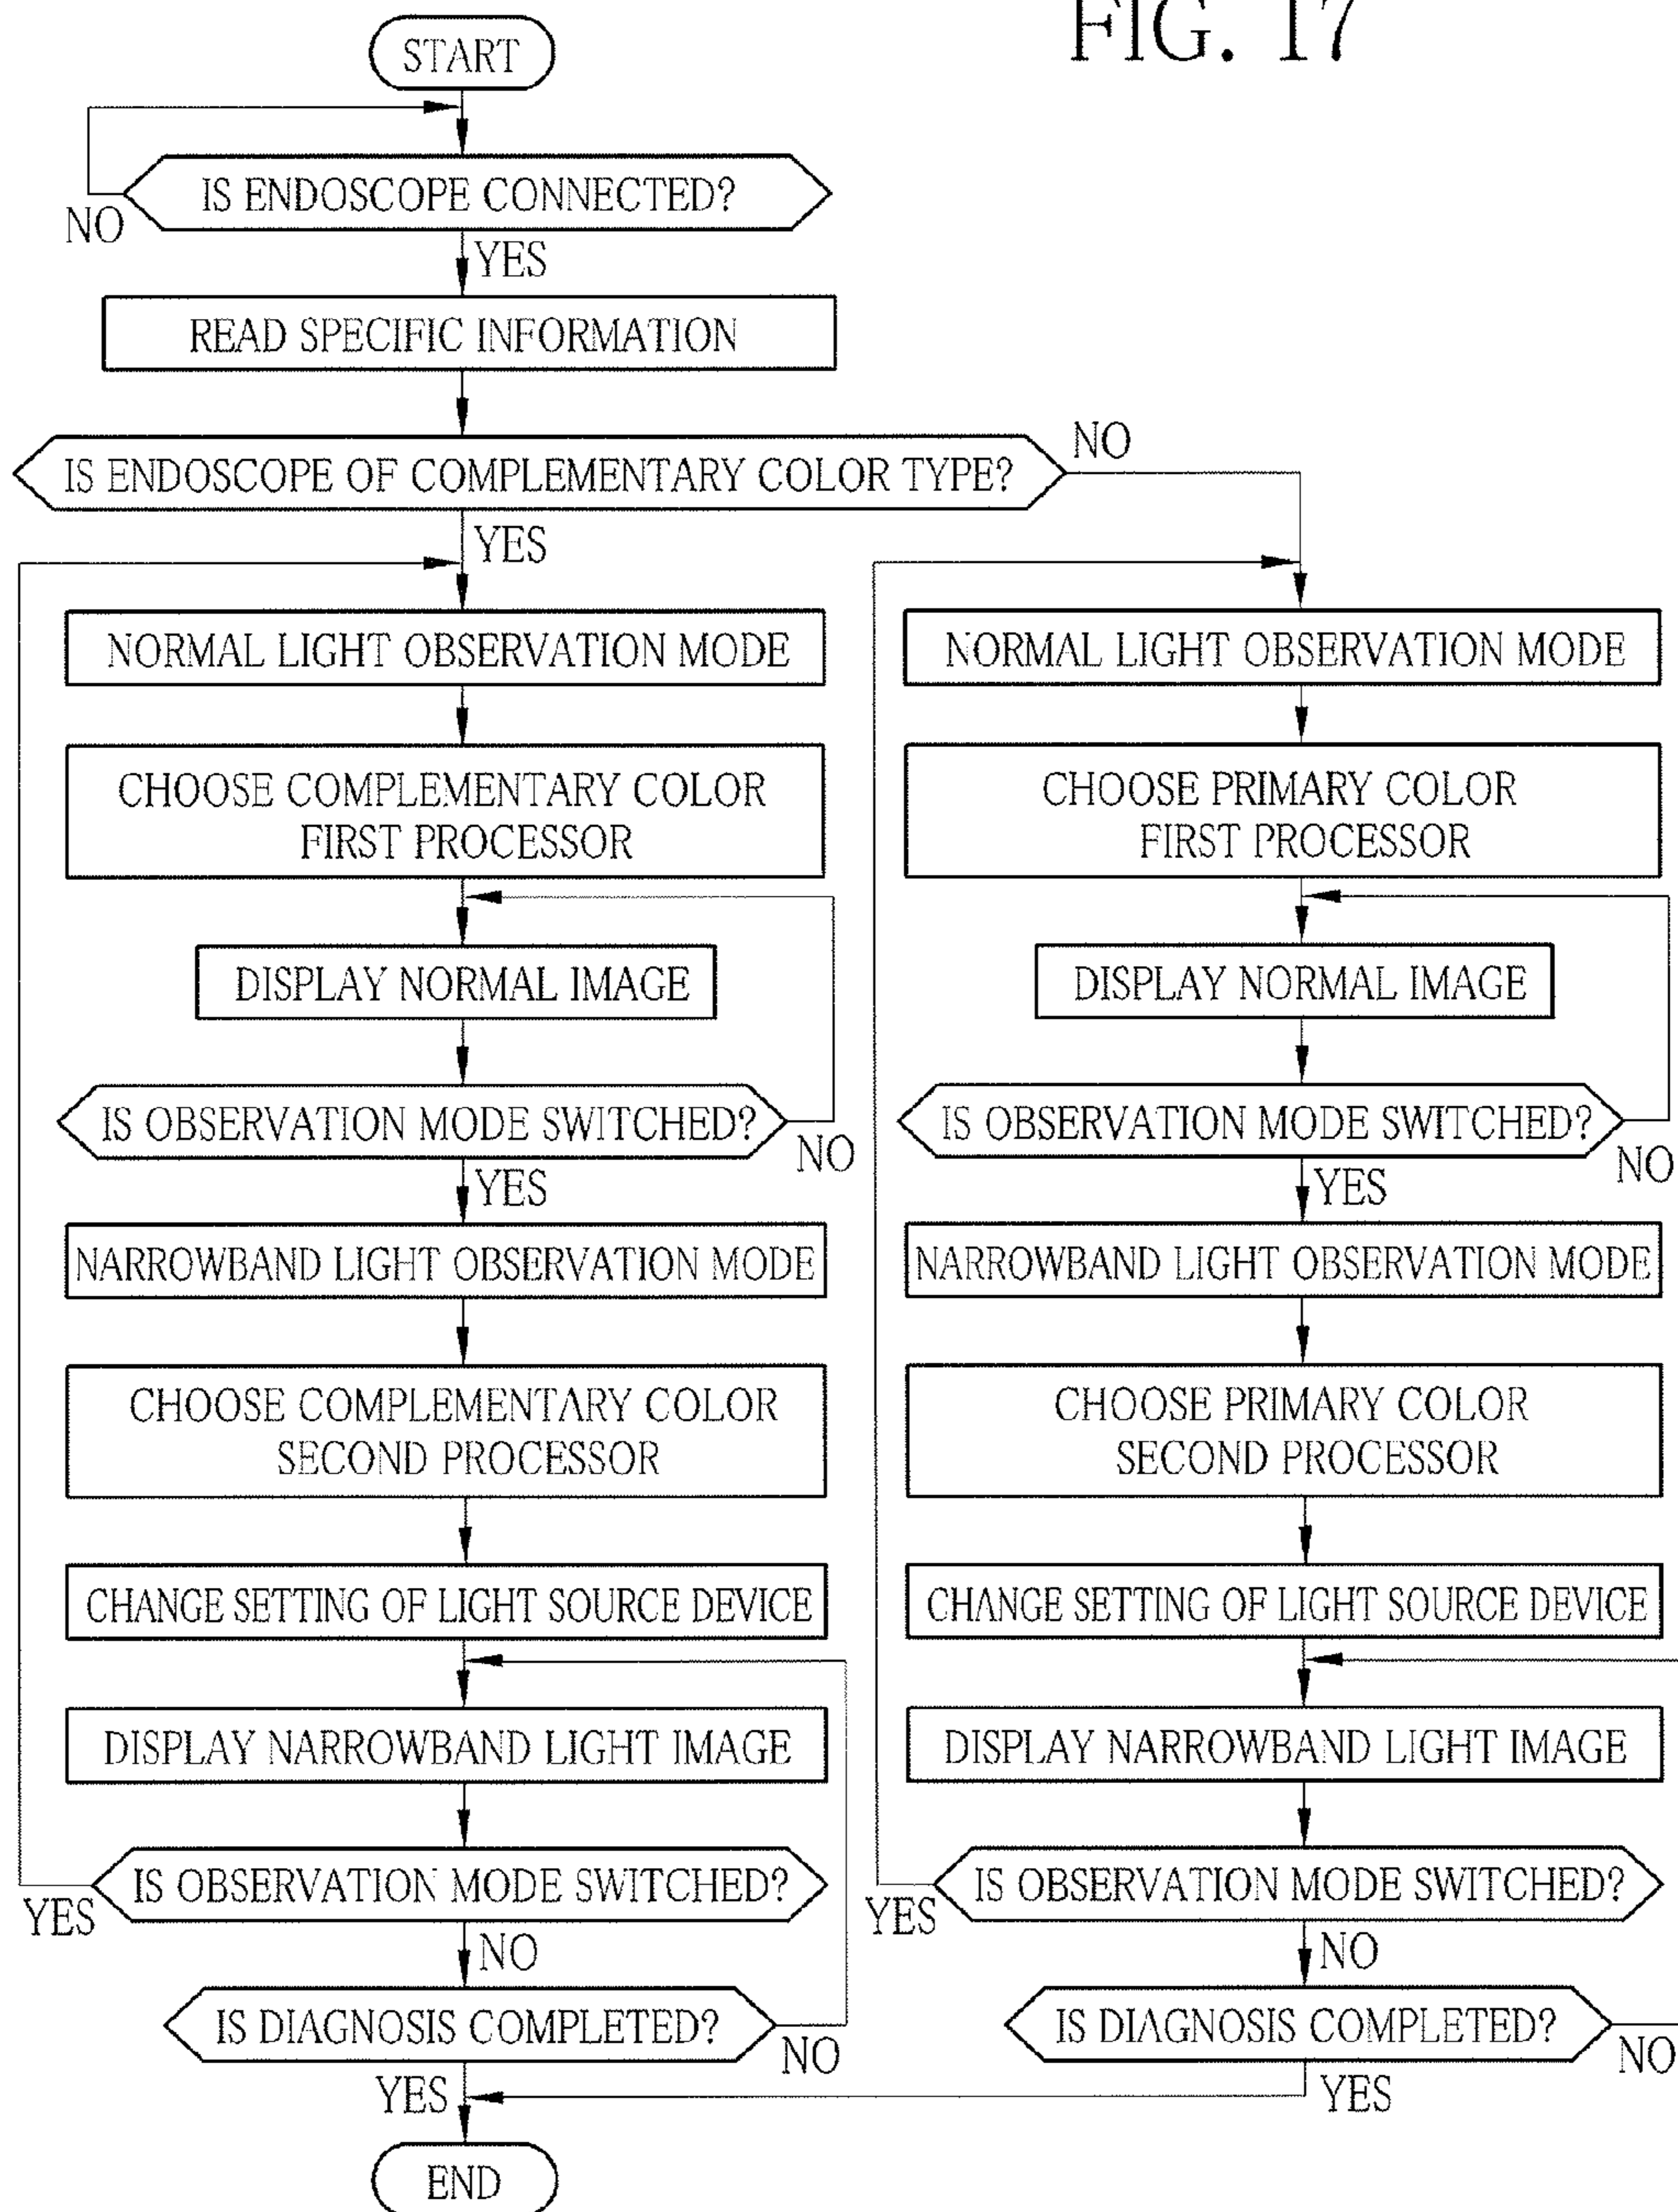 FIG. 17
START
IS ENDOSCOPE CONNECTED?
NO
YES
READ SPECIFIC INFORMATION
IS ENDOSCOPE OF COMPLEMENTARY COLOR TYPE?
NO
YES
NORMAL LIGHT OBSERVATION MODE
CHOOSE COMPLEMENTARY COLOR
FIRST PROCESSOR
DISPLAY NORMAL IMAGE
IS OBSERVATION MODE SWITCHED?
NO
YES
NARROWBAND LIGHT OBSERVATION MODE
CHOOSE COMPLEMENTARY COLOR
SECOND PROCESSOR
CHANGE SETTING OF LIGHT SOURCE DEVICE
DISPLAY NARROWBAND LIGHT IMAGE
IS OBSERVATION MODE SWITCHED?
YES
NO
IS DIAGNOSIS COMPLETED?
NO
YES
NORMAL LIGHT OBSERVATION MODE
CHOOSE PRIMARY COLOR
FIRST PROCESSOR
DISPLAY NORMAL IMAGE
IS OBSERVATION MODE SWITCHED?
NO
YES
NARROWBAND LIGHT OBSERVATION MODE
CHOOSE PRIMARY COLOR
SECOND PROCESSOR
CHANGE SETTING OF LIGHT SOURCE DEVICE
DISPLAY NARROWBAND LIGHT IMAGE
IS OBSERVATION MODE SWITCHED?
YES
NO
IS DIAGNOSIS COMPLETED?
NO
YES
END